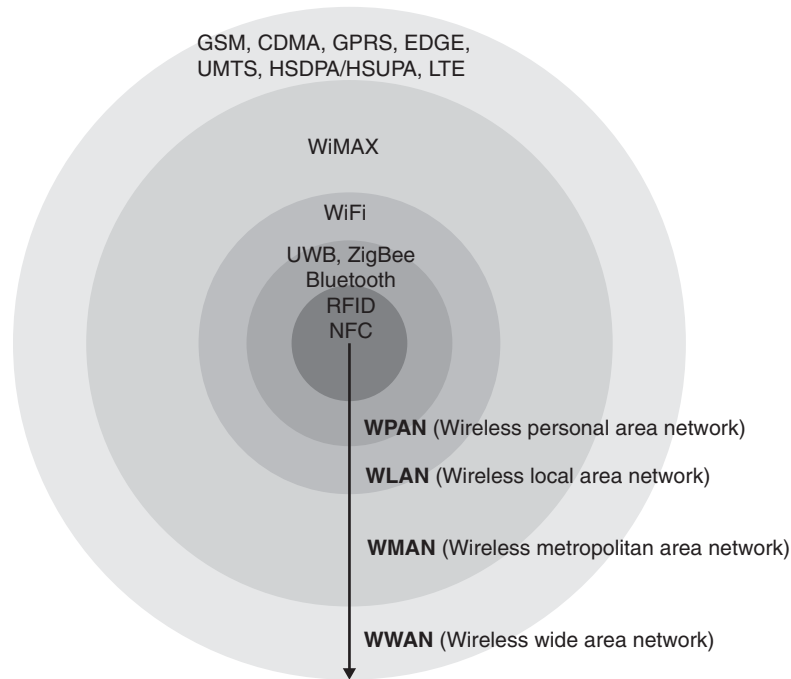 GSM, CDMA, GPRS, EDGE,
UMTS, HSDPA/HSUPA, LTE
WiMAX
WiFi
UWB, ZigBee
Bluetooth
RFID
NFC
WPAN (Wireless personal area network)
WLAN (Wireless local area network)
WMAN (Wireless metropolitan area network)
WWAN (Wireless wide area network)